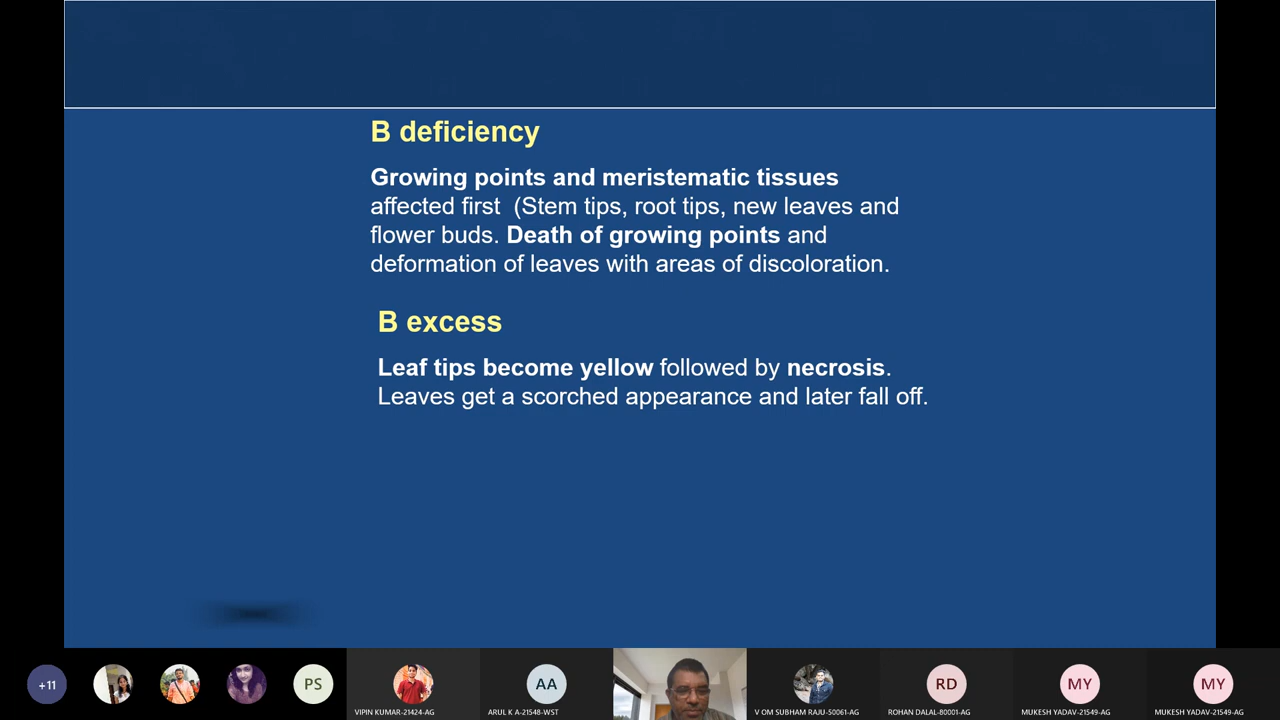 B deficiency
Growing points and meristematic tissues
affected first  (Stem tips, root tips, new leaves and
flower buds. Death of growing points and
deformation of leaves with areas of discoloration.
B excess
Leaf tips become yellow followed by necrosis.
Leaves get a scorched appearance and later fall off.
+11
PS
AA
RD
MY
MY
VIPIN KUMAR-21424-AG
ARUL K A-21548-WST
V OM SUBHAM RAJU-50061-AG
ROHAN DALAL-80001-AG
MUKESH YADAV-21549-AG
MUKESH YADAV-21549-AG